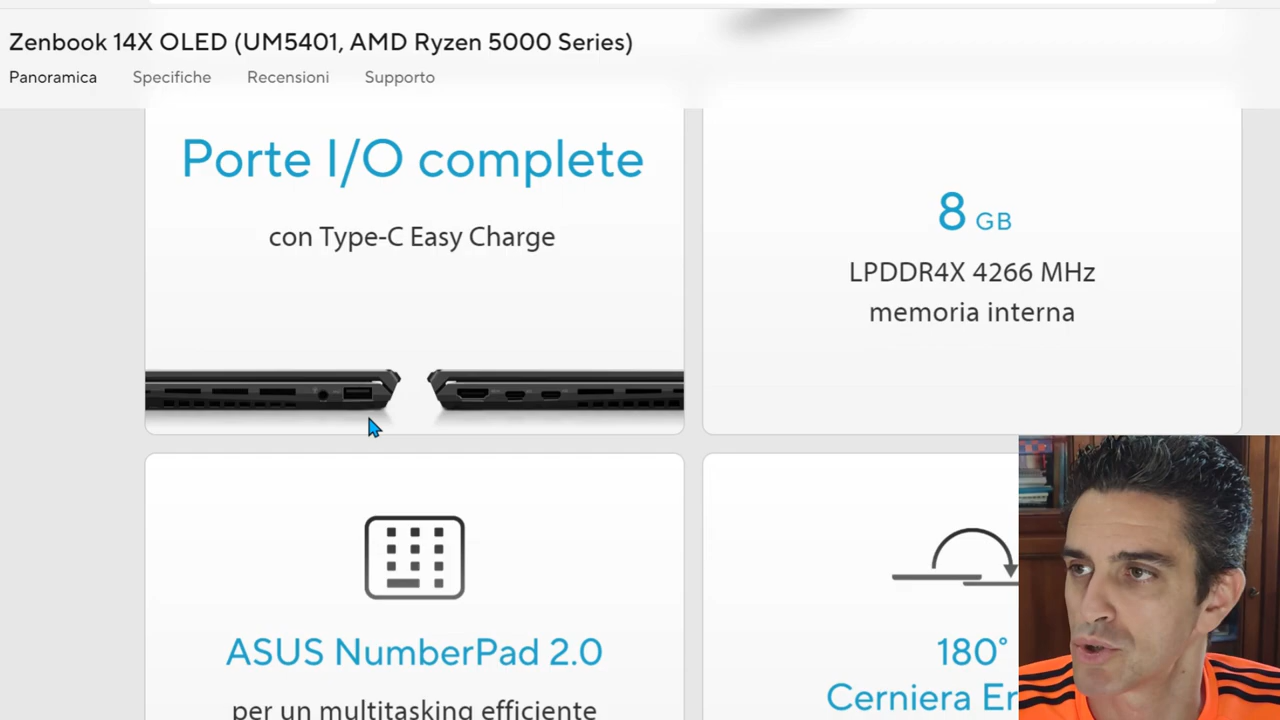 Zenbook 14X OLED (UM5401, AMD Ryzen 5000 Series)
Panoramica Specifiche Recensioni Supporto
Porte I/O complete
con Type-C Easy Charge
8 GB
LPDDR4X 4266 MHz
memoria interna
ASUS NumberPad 2.0
per un multitasking efficiente
180°
Cerniera Er